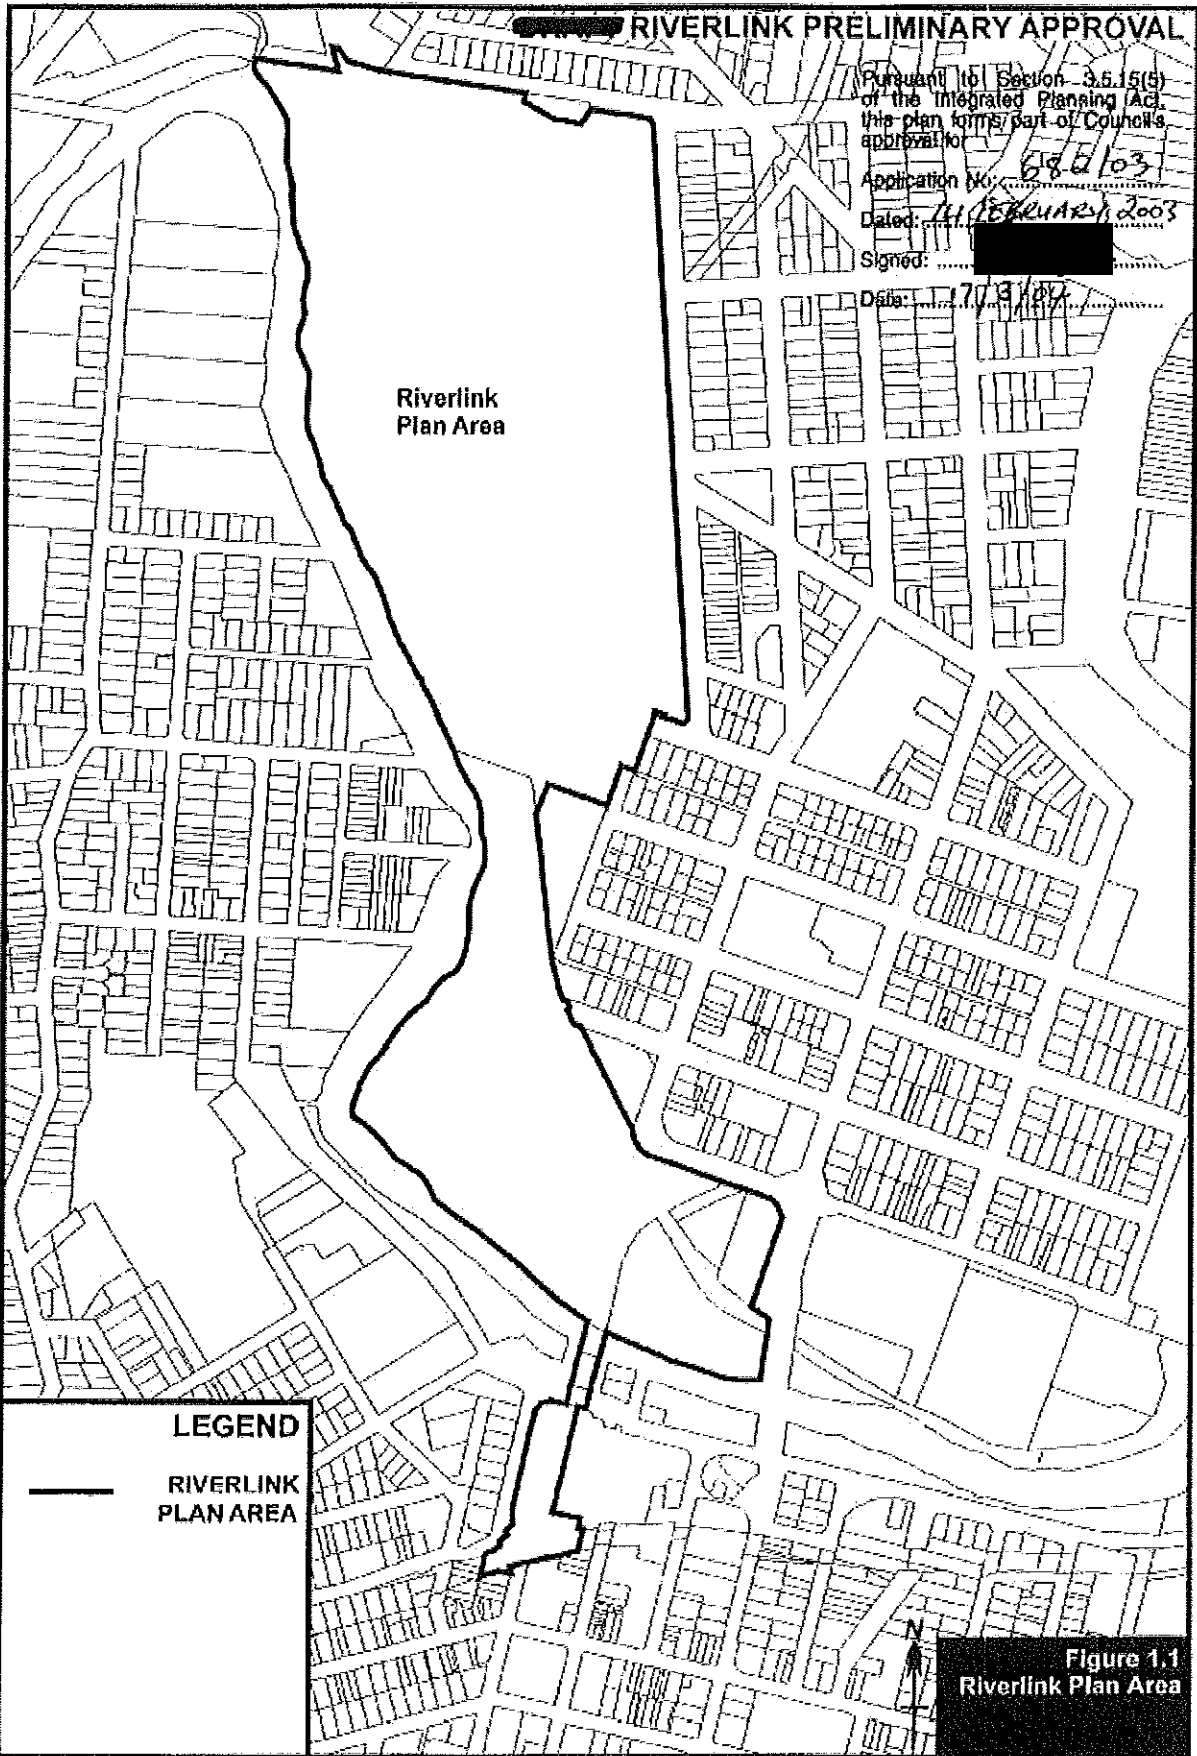 RIVERLINK PRELIMINARY APPROVAL
Pursuant to Section 3.5.15(5)
of the Integrated Planning Act,
this plan forms part of Council's
approval for
Application No:
Dated: FEBRUARY 2003
Signed:
Date:
Riverlink
Plan Area
LEGEND
RIVERLINK
PLAN AREA
N
Figure 1.1
Riverlink Plan Area